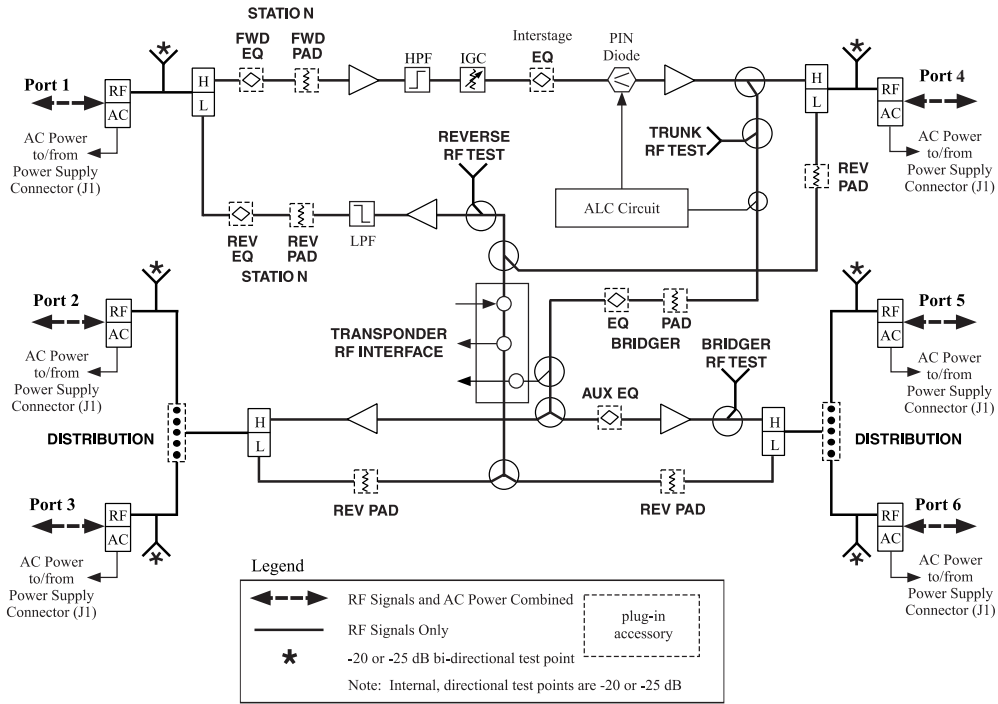 STATION
FWD
EQ
FWD
PAD
HPF
IGC
Interstage
EQ
PIN
Diode
Port 1
RF
AC
H
L
AC Power
to/from
Power Supply
Connector (J1)
H
L
RF
AC
Port 4
AC Power
to/from
Power Supply
Connector (J1)
REVERSE
RF TEST
TRUNK
RF TEST
REV
PAD
ALC Circuit
REV
EQ
REV
PAD
LPF
STATION
Port 2
RF
AC
AC Power
to/from
Power Supply
Connector (J1)
TRANSPONDER
RF INTERFACE
EQ
PAD
BRIDGER
BRIDGER
RF TEST
RF
AC
Port 5
AC Power
to/from
Power Supply
Connector (J1)
AUX EQ
DISTRIBUTION
H
L
H
L
DISTRIBUTION
REV PAD
REV PAD
Port 3
RF
AC
AC Power
to/from
Power Supply
Connector (J1)
RF
AC
Port 6
AC Power
to/from
Power Supply
Connector (J1)
Legend
RF Signals and AC Power Combined
RF Signals Only
-20 or -25 dB bi-directional test point
Note: Internal, directional test points are -20 or -25 dB
plug-in
accessory